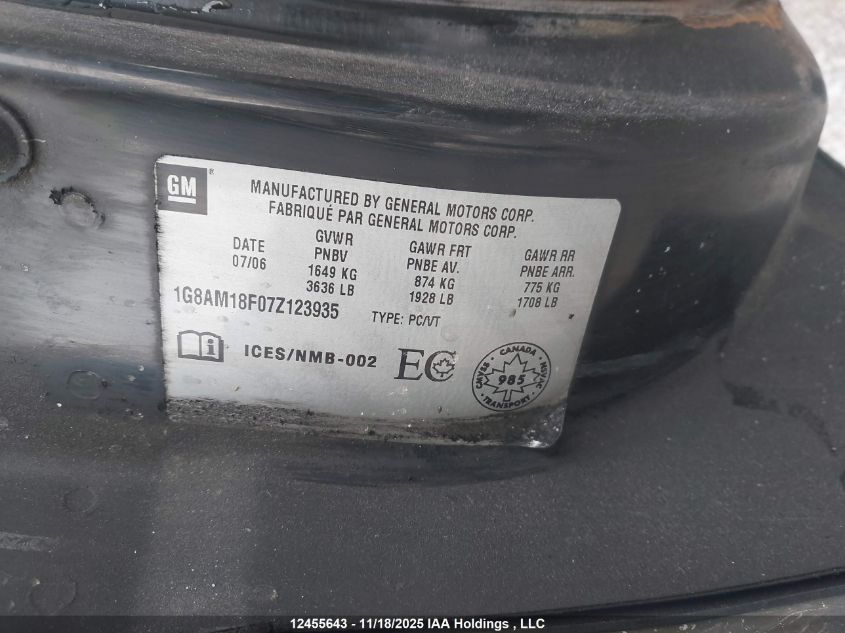 GM
MANUFACTURED BY GENERAL MOTORS CORP.
FABRIQUÉ PAR GENERAL MOTORS CORP.
DATE GVWR GAWR FRT GAWR RR
07/06 PNBV PNBE AV. PNBE ARR.
1649 KG 874 KG 775 KG
3636 LB 1928 LB 1708 LB
1G8AM18F07Z123935 TYPE: PC/VT
ICES/NMB-002 EC
CANADA
CMVSS 985 NSVAC
TRANSPORT
12455643 - 11/18/2025 IAA Holdings , LLC